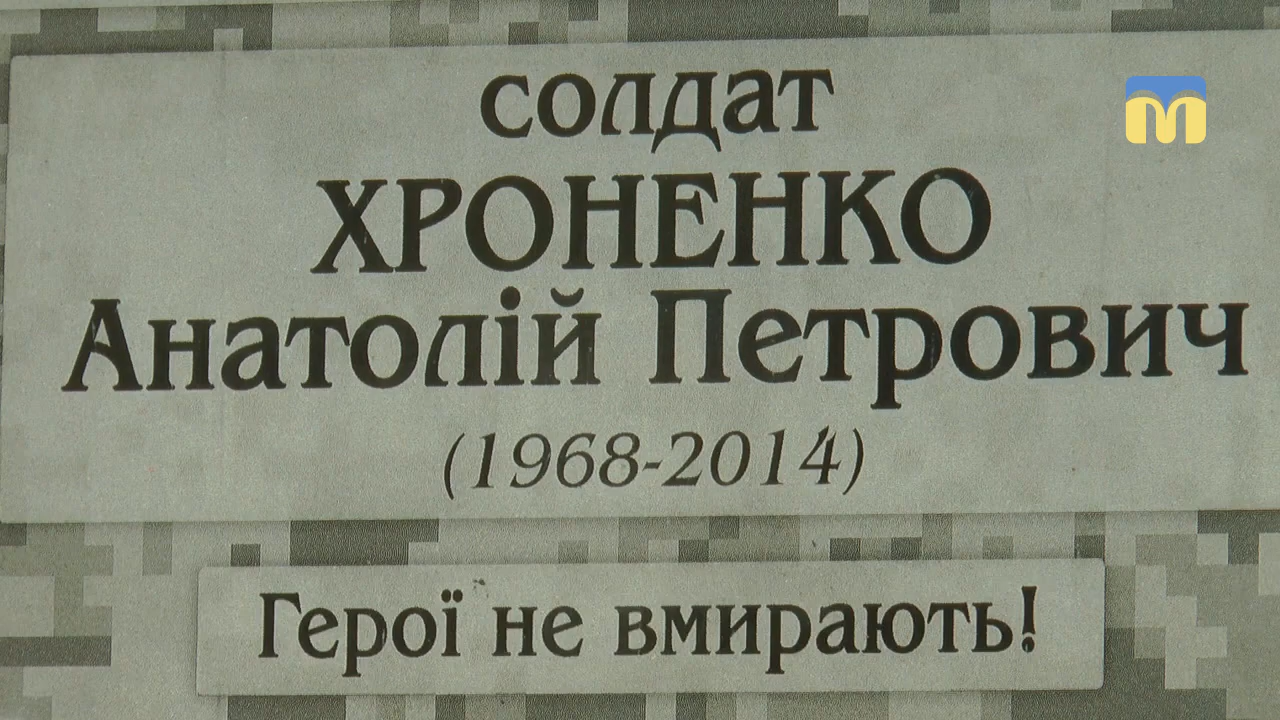 солдат
ХРОНЕНКО
Анатолій Петрович
(1968-2014)
Герої не вмирають!